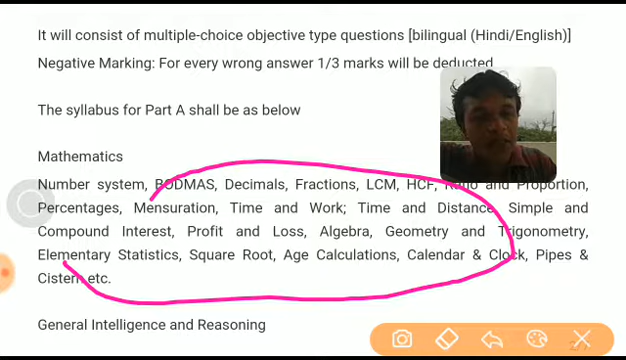 It will consist of multiple-choice objective type questions [bilingual (Hindi/English)]
Negative Marking: For every wrong answer 1/3 marks will be deducted
The syllabus for Part A shall be as below
Mathematics
Number system, BODMAS, Decimals, Fractions, LCM, HCF, Ratio and Proportion,
Percentages, Mensuration, Time and Work; Time and Distance, Simple and
Compound Interest, Profit and Loss, Algebra, Geometry and Trigonometry,
Elementary Statistics, Square Root, Age Calculations, Calendar & Clock, Pipes &
Cistern etc.
General Intelligence and Reasoning